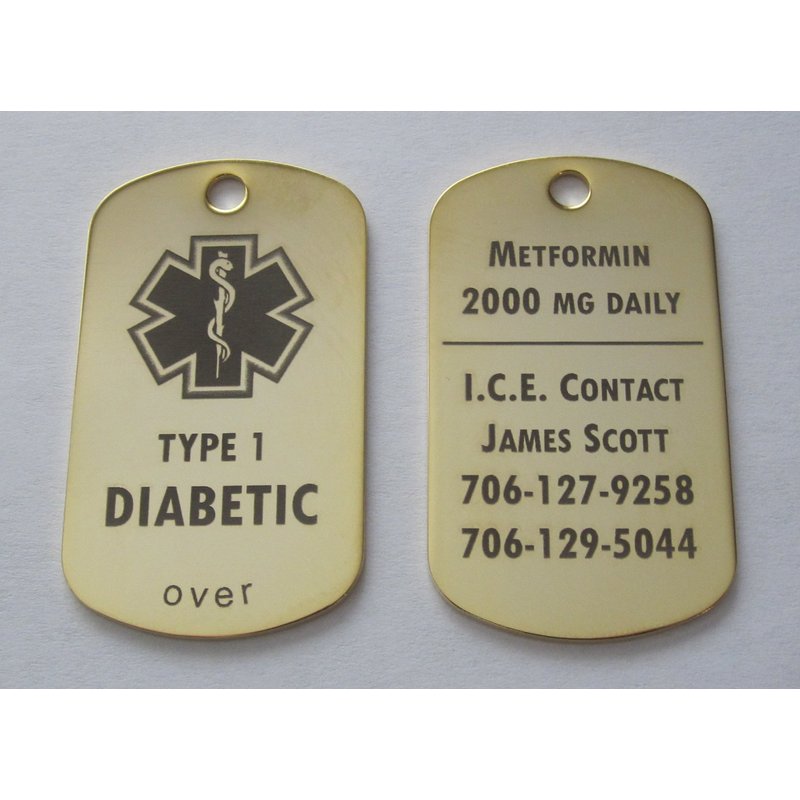 TYPE 1
DIABETIC
over
METFORMIN
2000 MG DAILY
I.C.E. CONTACT
JAMES SCOTT
706-127-9258
706-129-5044